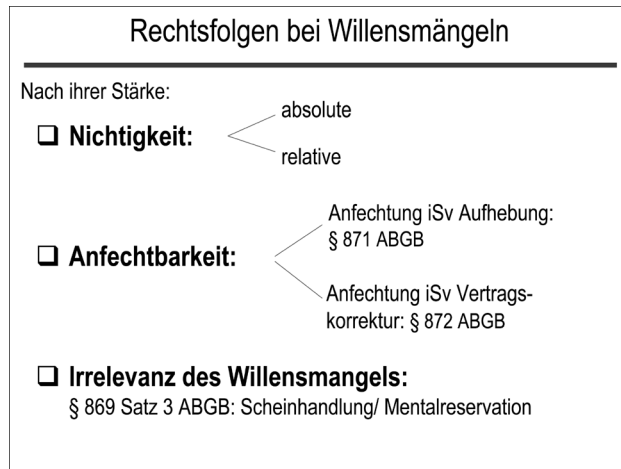 Rechtsfolgen bei Willensmängeln
Nach ihrer Stärke:
❑ Nichtigkeit:
absolute
relative
❑ Anfechtbarkeit:
Anfechtung iSv Aufhebung:
§ 871 ABGB
Anfechtung iSv Vertrags-
korrektur: § 872 ABGB
❑ Irrelevanz des Willensmangels:
§ 869 Satz 3 ABGB: Scheinhandlung/ Mentalreservation